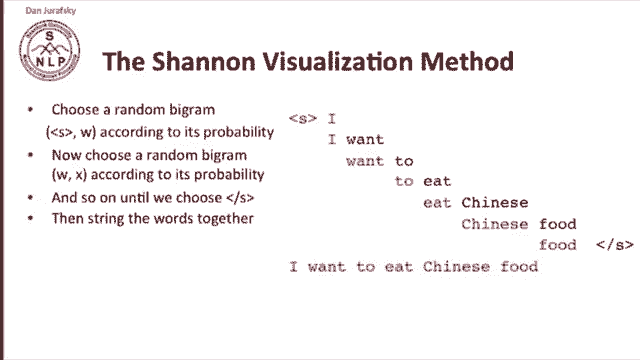 Dan Jurafsky
S
N L P
The Shannon Visualization Method
• Choose a random bigram
(<s>, w) according to its probability
• Now choose a random bigram
(w, x) according to its probability
• And so on until we choose </s>
• Then string the words together
<s> I
I want
want to
to eat
eat Chinese
Chinese food
food </s>
I want to eat Chinese food